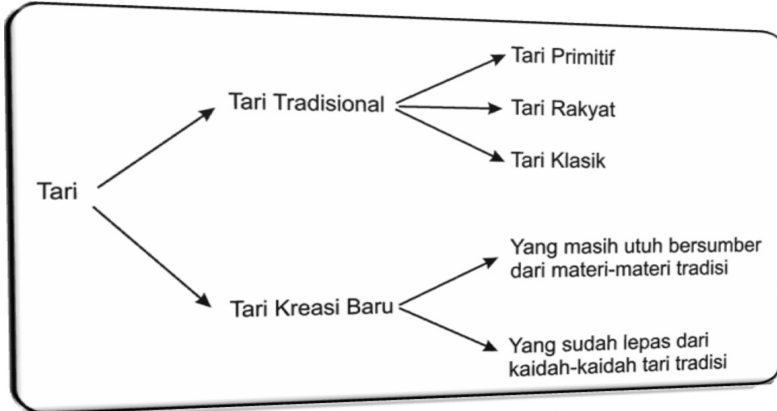 Tari
Tari Tradisional
Tari Primitif
Tari Rakyat
Tari Klasik
Tari Kreasi Baru
Yang masih utuh bersumber
dari materi-materi tradisi
Yang sudah lepas dari
kaidah-kaidah tari tradisi